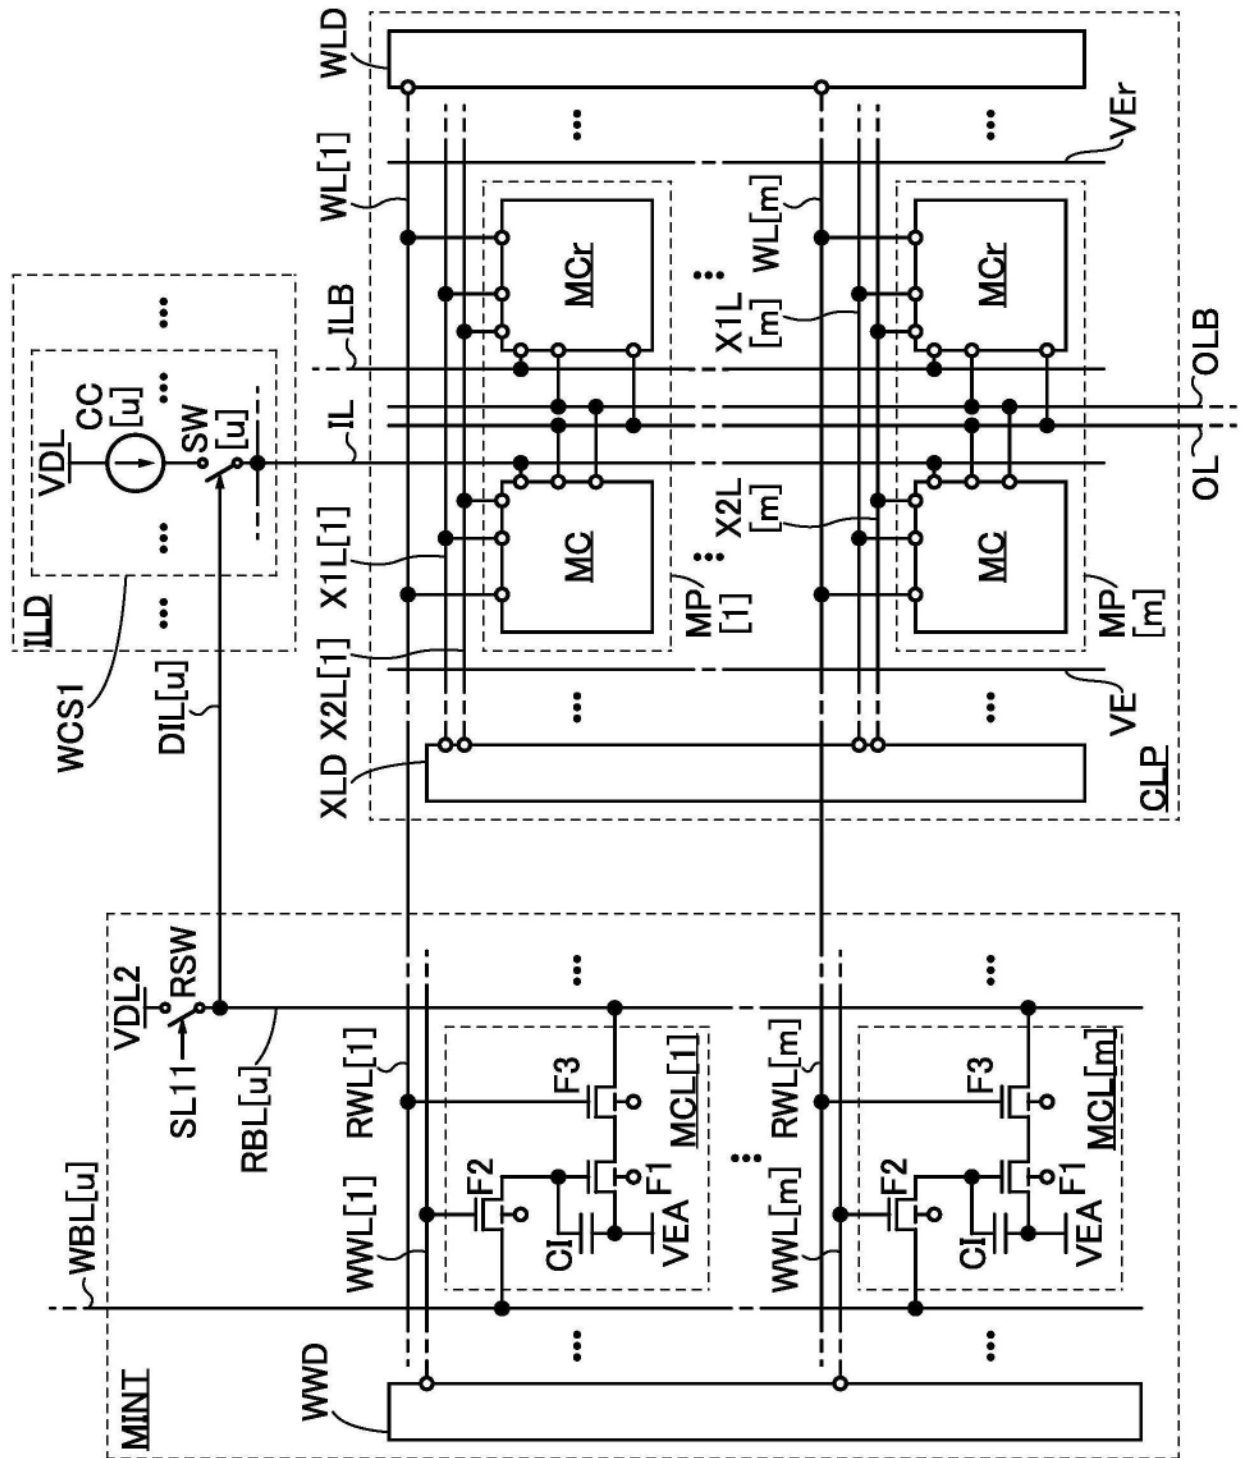 MINT
WWD
WBL[u]
WWL[1]
RWL[1]
F2
F3
CI
F1
VEA
MCL[1]
WWL[m]
RWL[m]
F2
F3
CI
F1
VEA
MCL[m]
RBL[u]
SL11
VDL2
RSW
DIL[u]
WCS1
ILD
VDL
CC
[u]
SW
[u]
XLD
X2L[1]
X1L[1]
IL
ILB
WL[1]
WLD
MC
MCr
MP
[1]
X2L
[m]
X1L
[m]
WL[m]
MC
MCr
MP
[m]
VE
VEr
OL
OLB
CLP